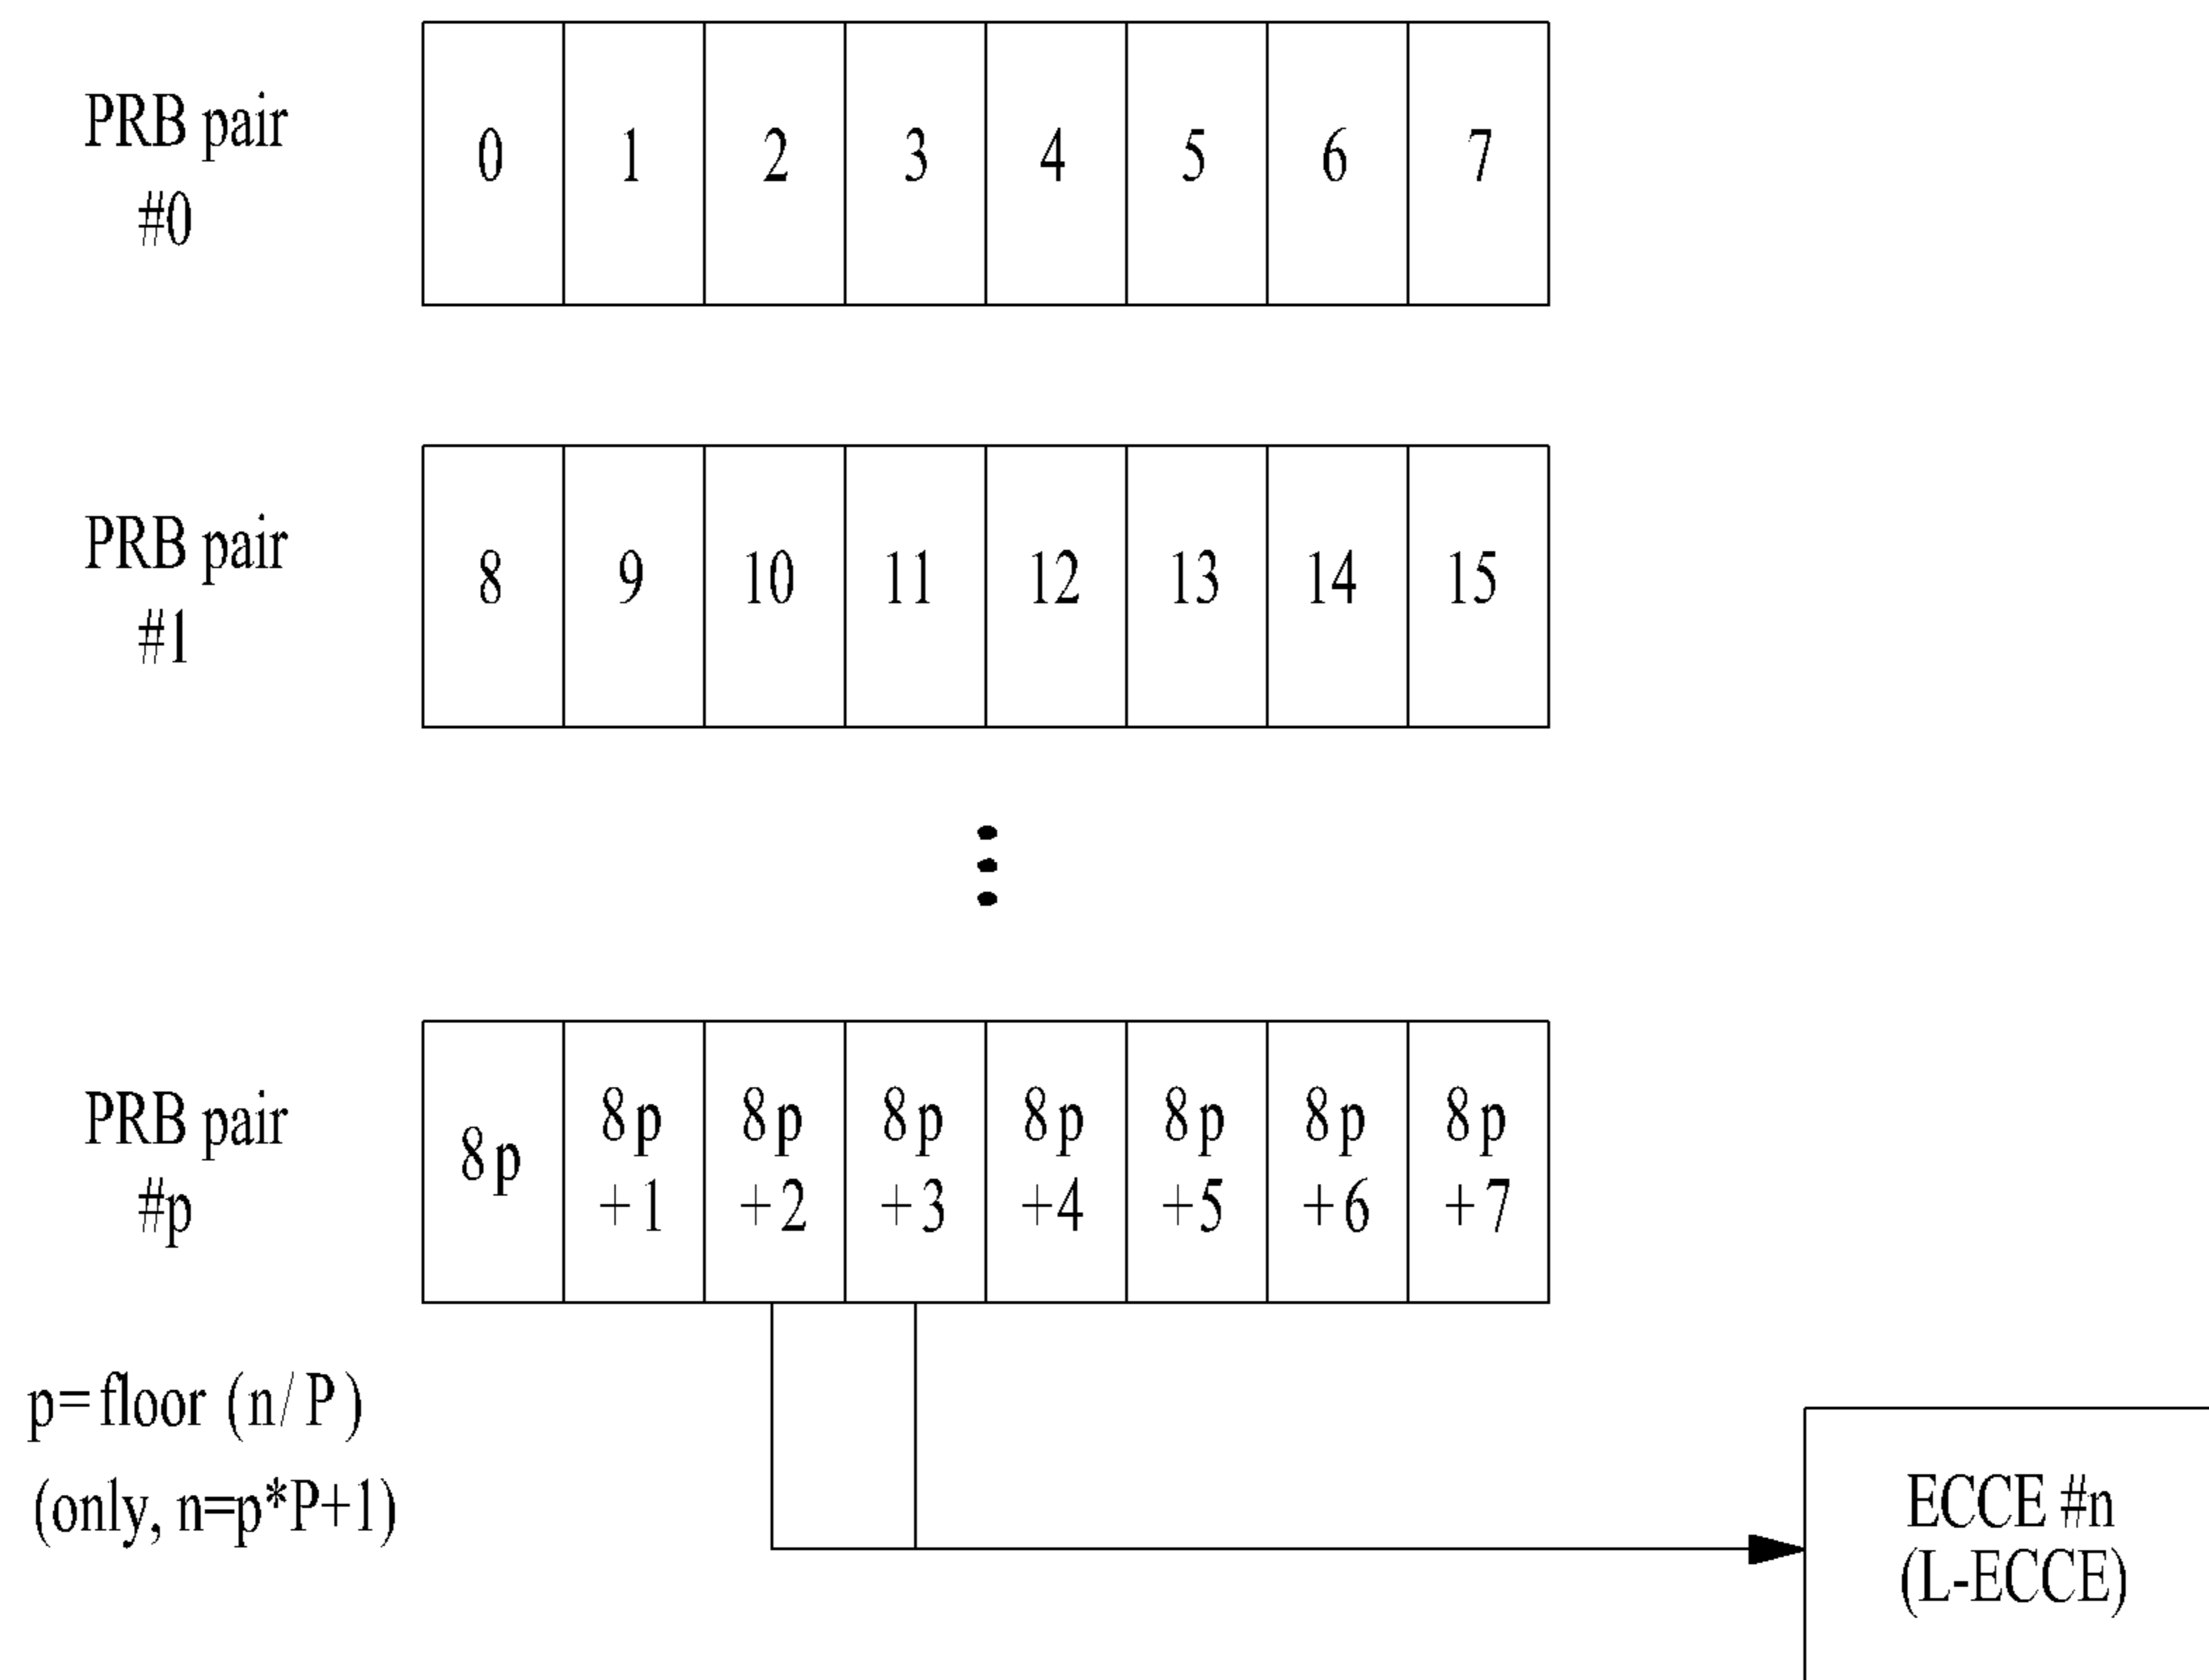 PRB pair
#0
0 1 2 3 4 5 6 7
PRB pair
#1
8 9 10 11 12 13 14 15
PRB pair
#p
8p 8p 8p 8p 8p 8p 8p 8p
+1 +2 +3 +4 +5 +6 +7
p=floor (n/P)
(only, n=p*P+1)
ECCE #n
(L-ECCE)